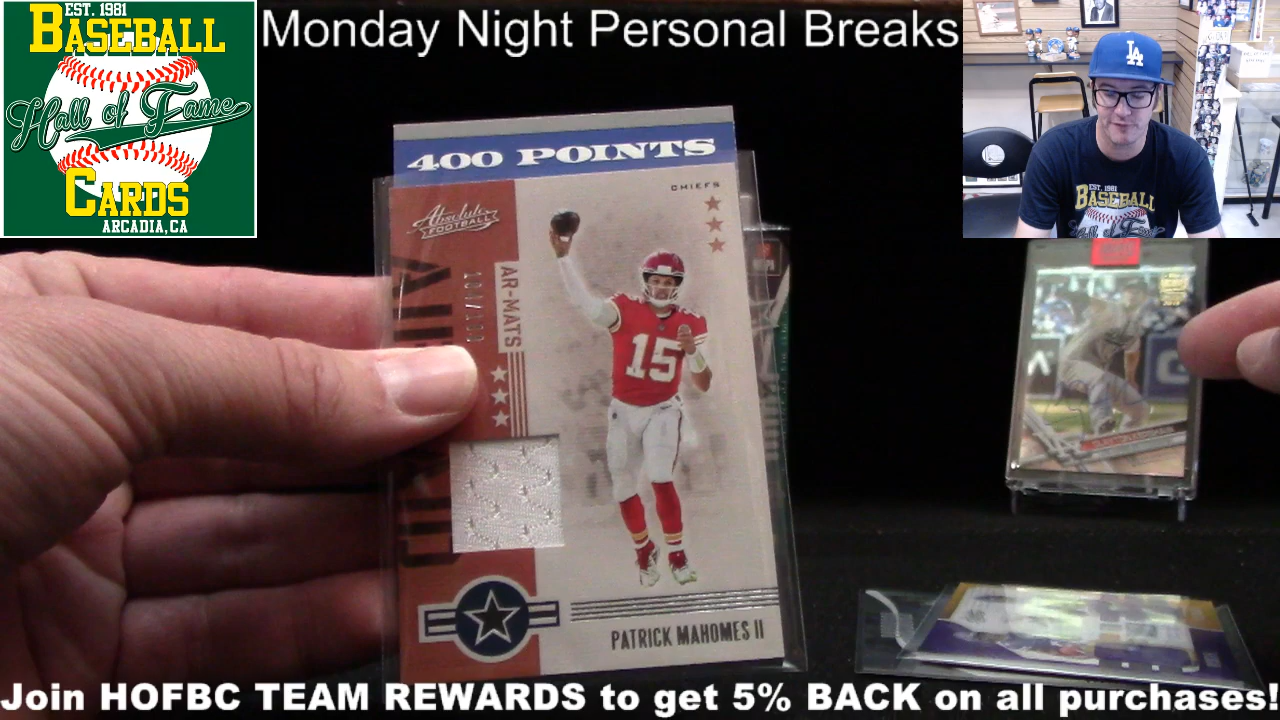 EST. 1981
BASEBALL
Hall of Fame
CARDS
ARCADIA, CA
Monday Night Personal Breaks
LA
EST. 1981
BASEBALL
Hall of Fame
400 POINTS
CHIEFS
Absolute
FOOTBALL
AR-MATS
15
PATRICK MAHOMES II
Join HOFBC TEAM REWARDS to get 5% BACK on all purchases!